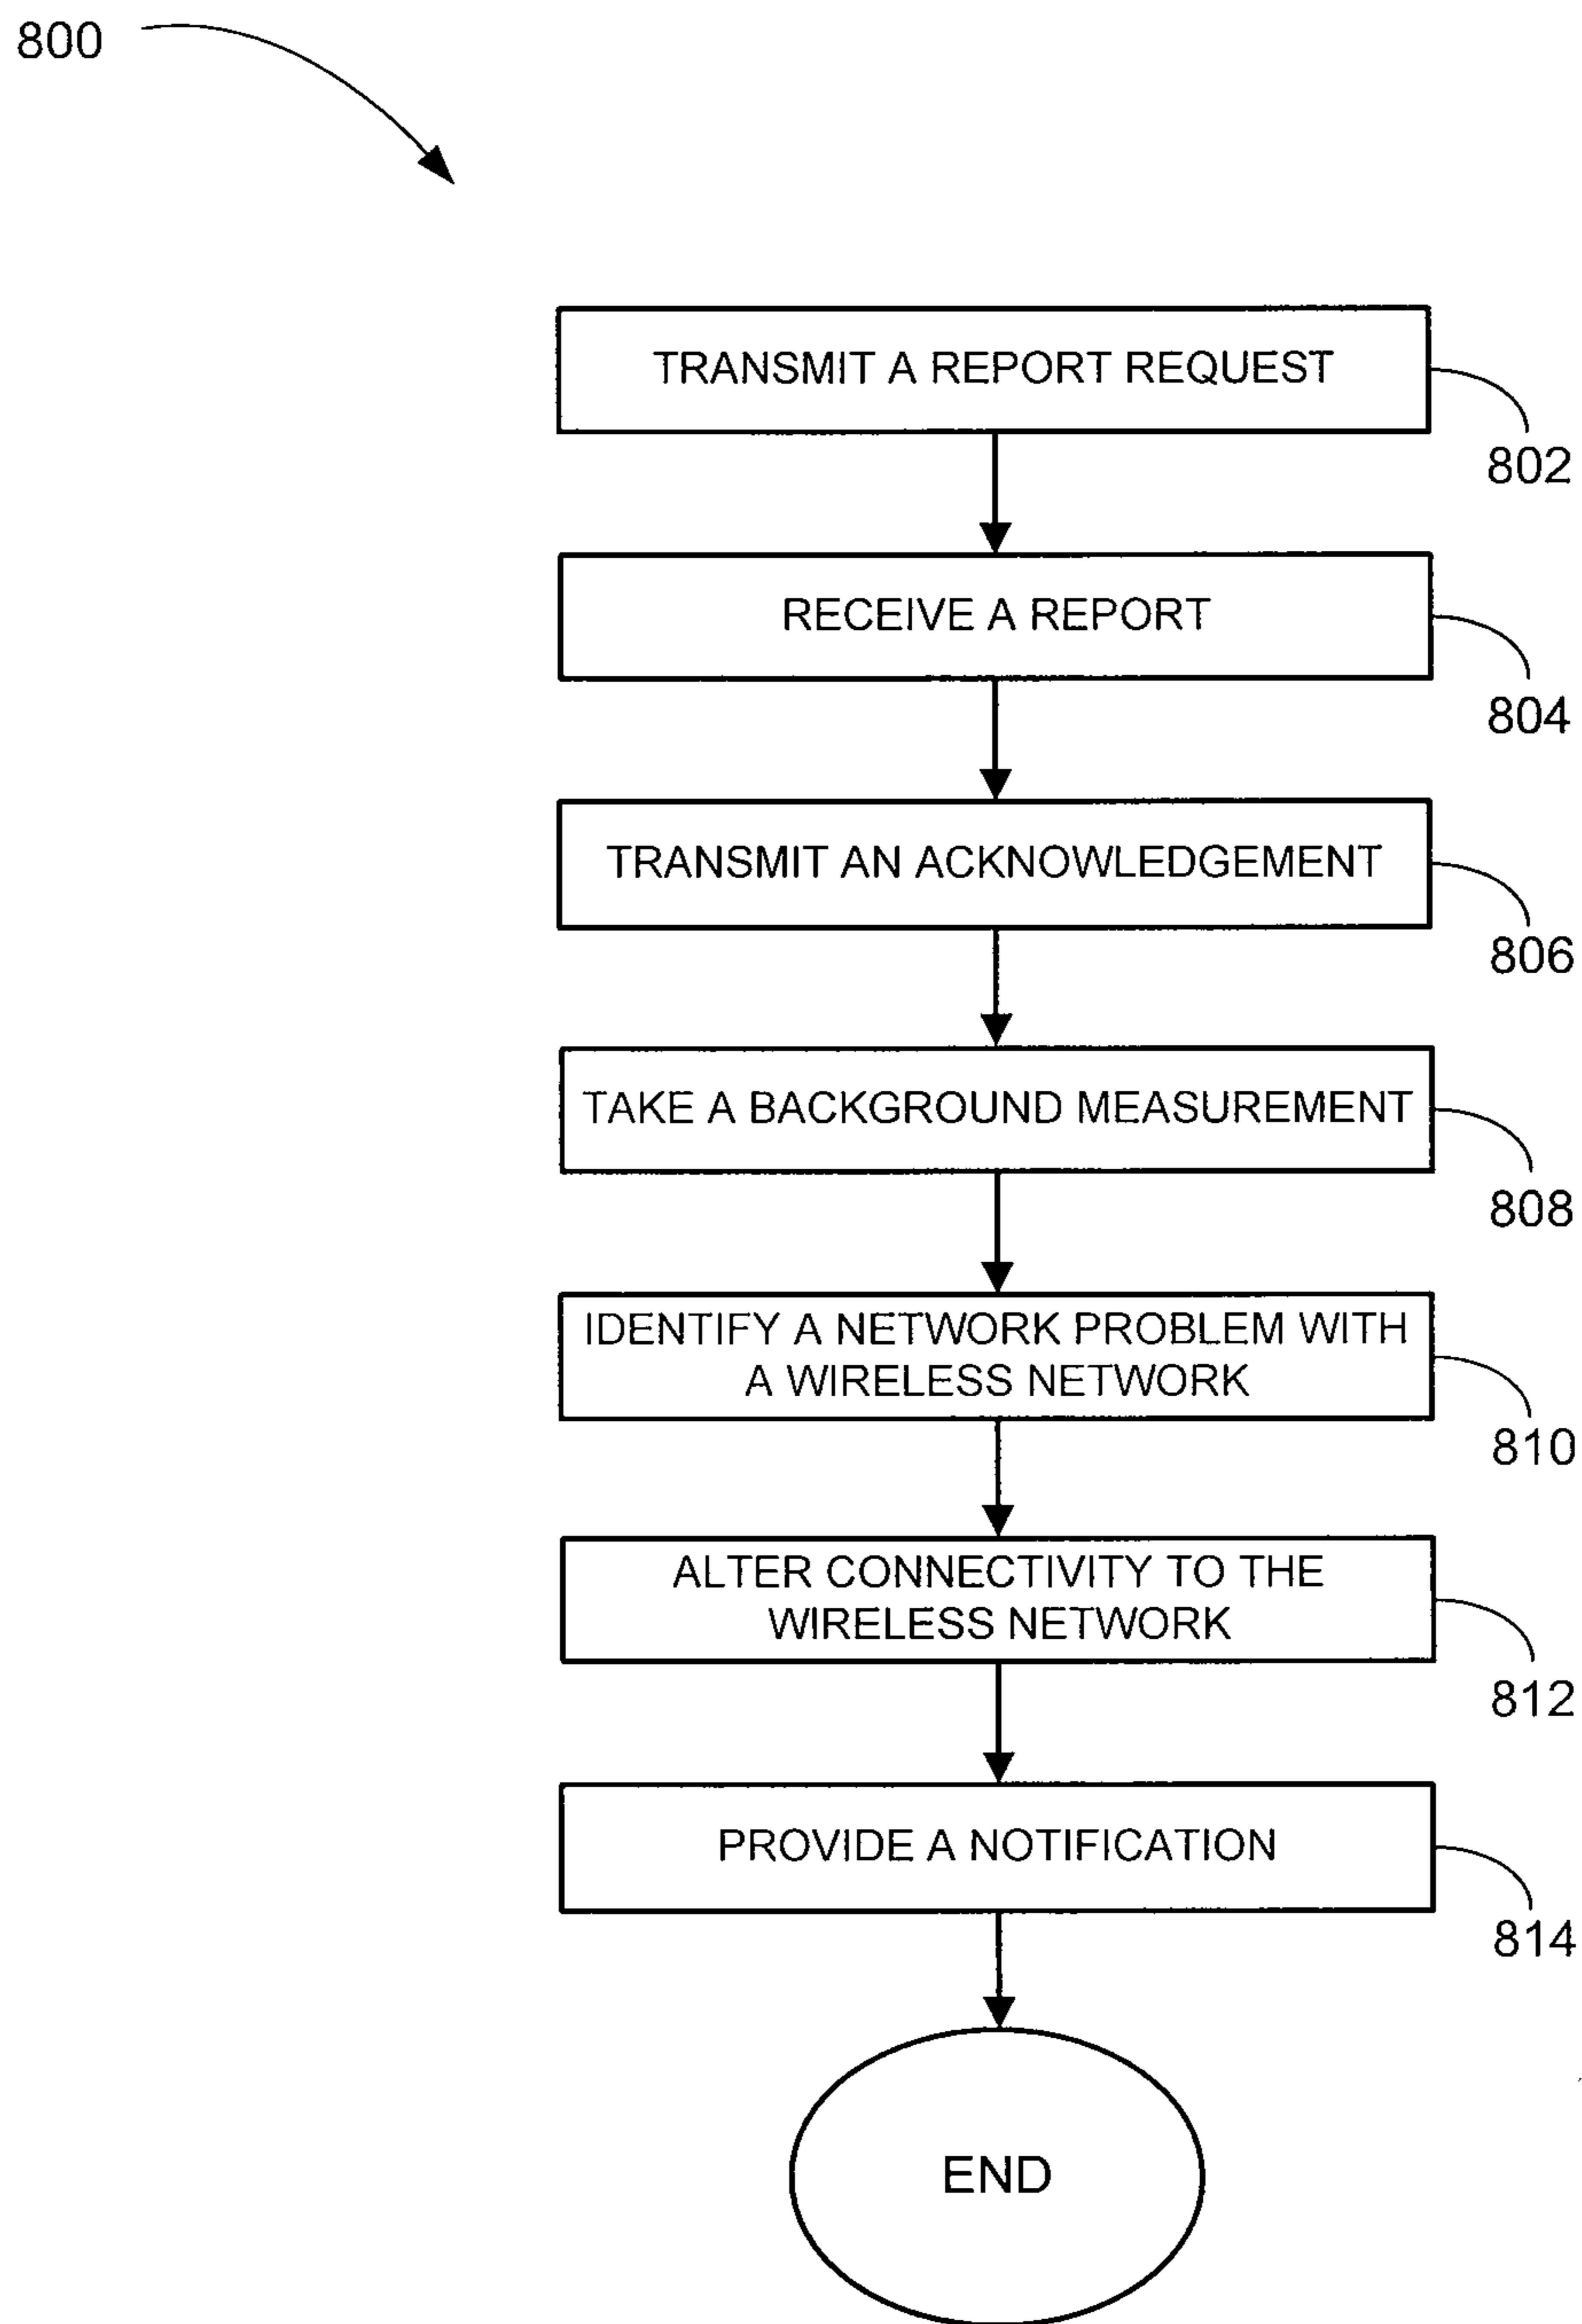 800
TRANSMIT A REPORT REQUEST
802
RECEIVE A REPORT
804
TRANSMIT AN ACKNOWLEDGEMENT
806
TAKE A BACKGROUND MEASUREMENT
808
IDENTIFY A NETWORK PROBLEM WITH
A WIRELESS NETWORK
810
ALTER CONNECTIVITY TO THE
WIRELESS NETWORK
812
PROVIDE A NOTIFICATION
814
END